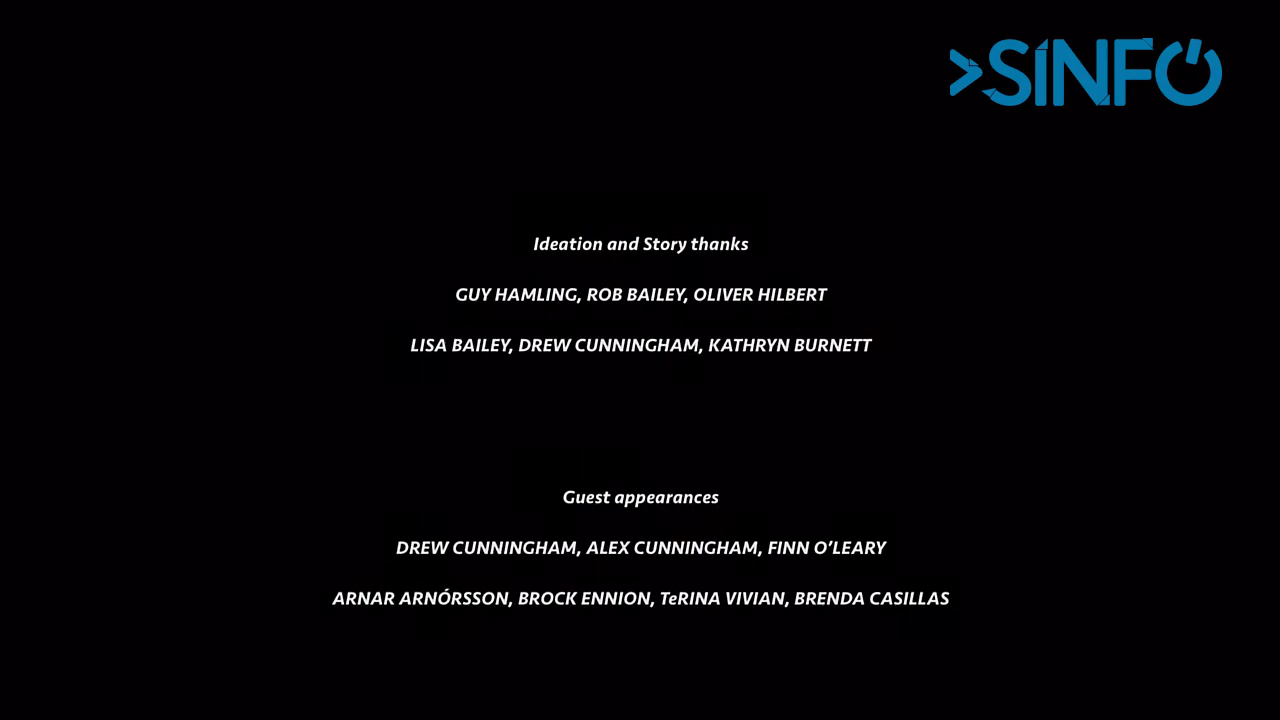 >SINFO
Ideation and Story thanks
GUY HAMLING, ROB BAILEY, OLIVER HILBERT
LISA BAILEY, DREW CUNNINGHAM, KATHRYN BURNETT
Guest appearances
DREW CUNNINGHAM, ALEX CUNNINGHAM, FINN O’LEARY
ARNAR ARNÓRSSON, BROCK ENNION, TeRINA VIVIAN, BRENDA CASILLAS